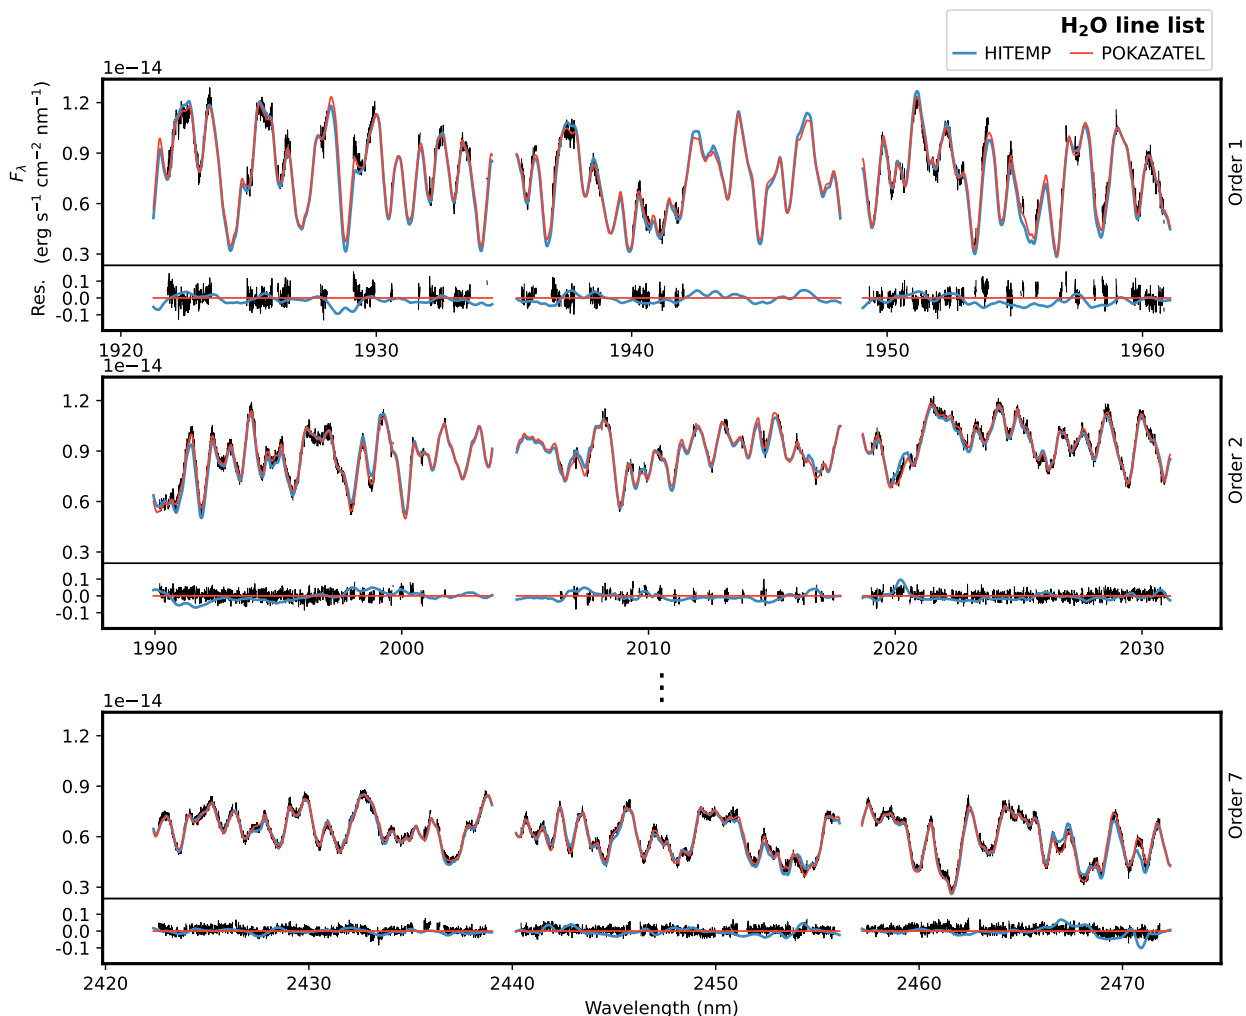 H₂O line list
HITEMP POKAZATEL
1e−14
1.2
0.9
0.6
0.3
F_λ
(erg s⁻¹ cm⁻² nm⁻¹)
Order 1
0.1
0.0
-0.1
Res.
1920 1930 1940 1950 1960
1e−14
1.2
0.9
0.6
0.3
Order 2
0.1
0.0
-0.1
1990 2000 2010 2020 2030
1e−14
1.2
0.9
0.6
0.3
Order 7
0.1
0.0
-0.1
2420 2430 2440 2450 2460 2470
Wavelength (nm)